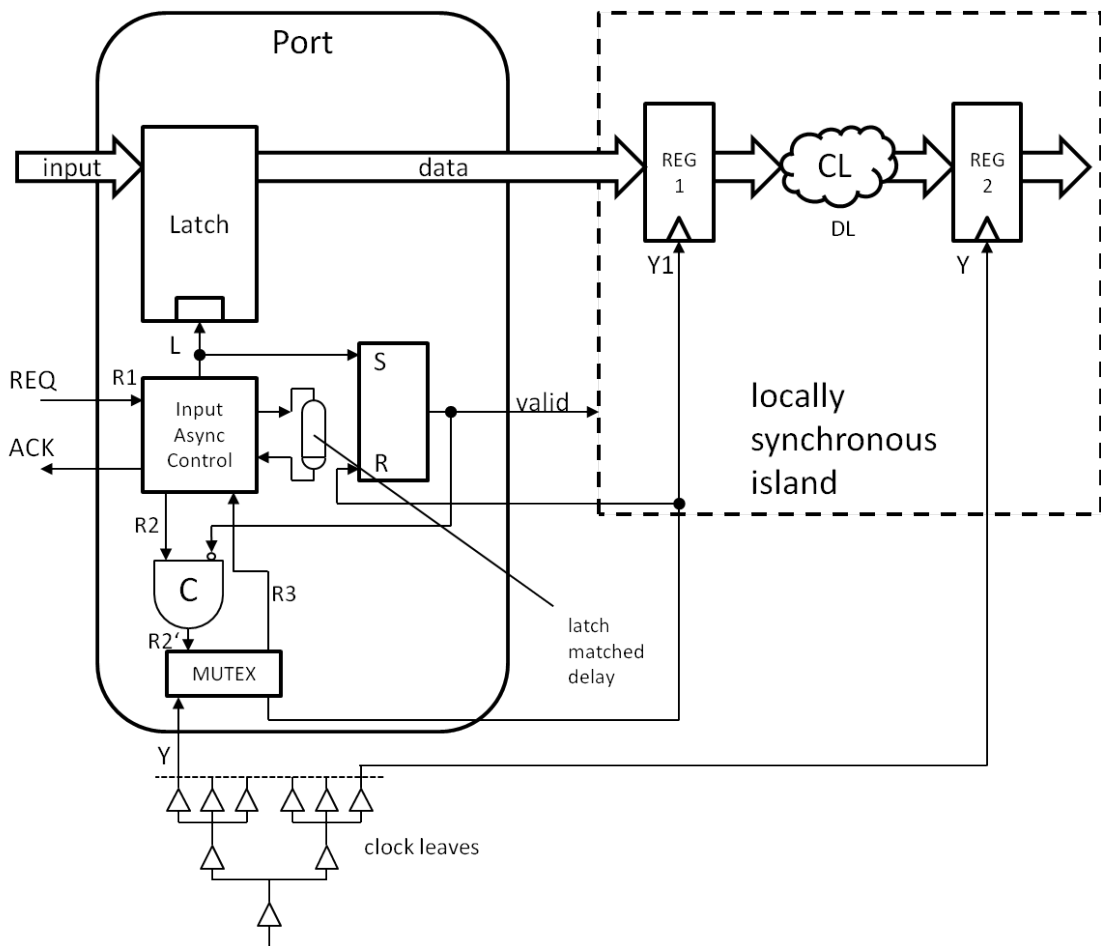 Port
input
data
Latch
REG
1
CL
DL
REG
2
Y1
Y
L
REQ
R1
ACK
Input
Async
Control
S
R
valid
locally
synchronous
island
R2
C
R3
R2‘
MUTEX
latch
matched
delay
Y
clock leaves